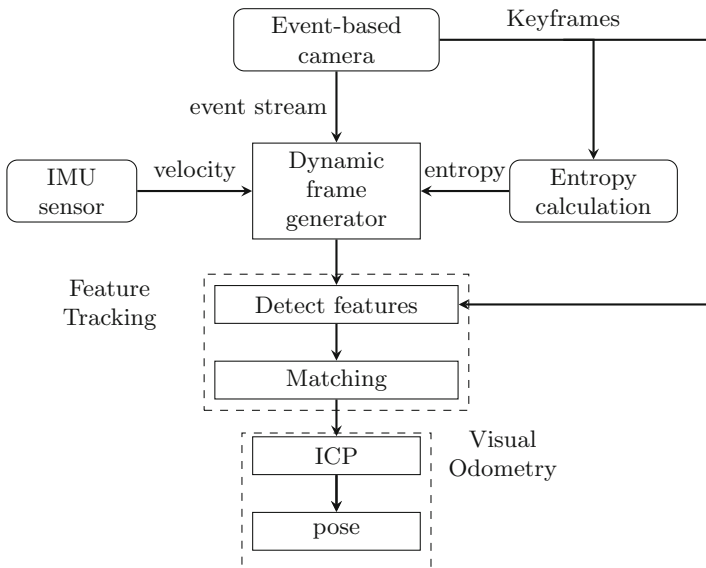 Event-based
camera
Keyframes
event stream
IMU
sensor
velocity
Dynamic
frame
generator
entropy
Entropy
calculation
Feature
Tracking
Detect features
Matching
ICP
Visual
Odometry
pose